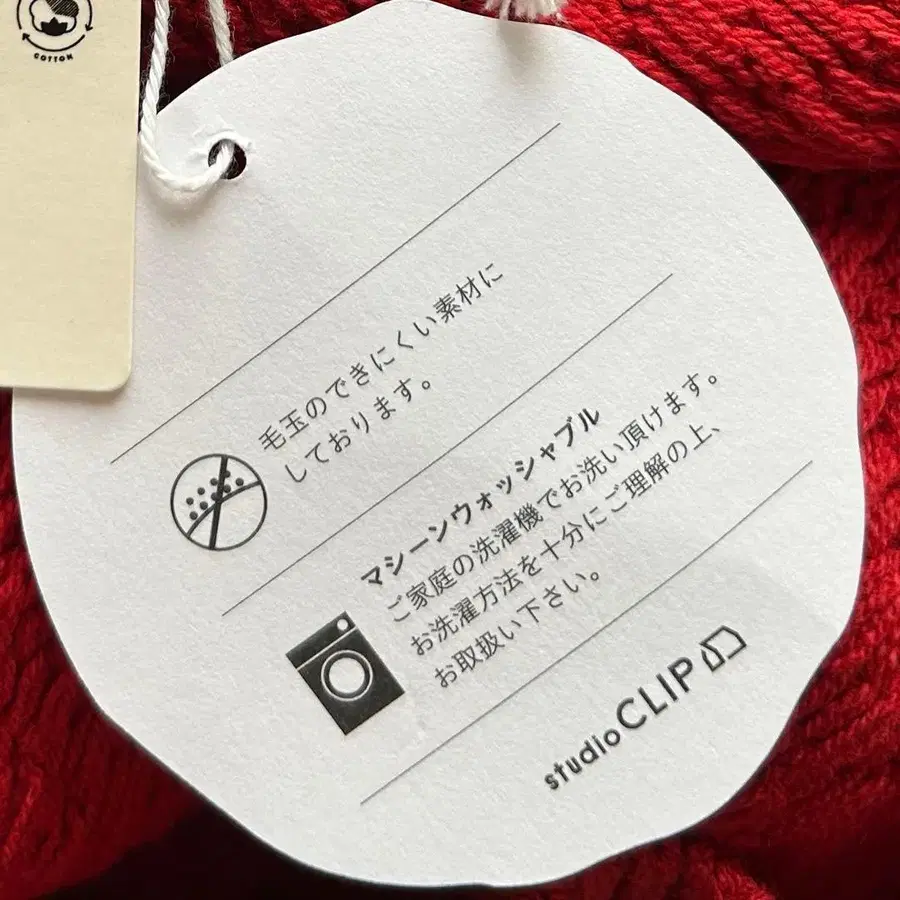 COTTON
毛玉のできにくい素材に
しております。
マシーンウォッシャブル
ご家庭の洗濯機でお洗い頂けます。
お洗濯方法を十分にご理解の上、
お取扱い下さい。
studio CLIP